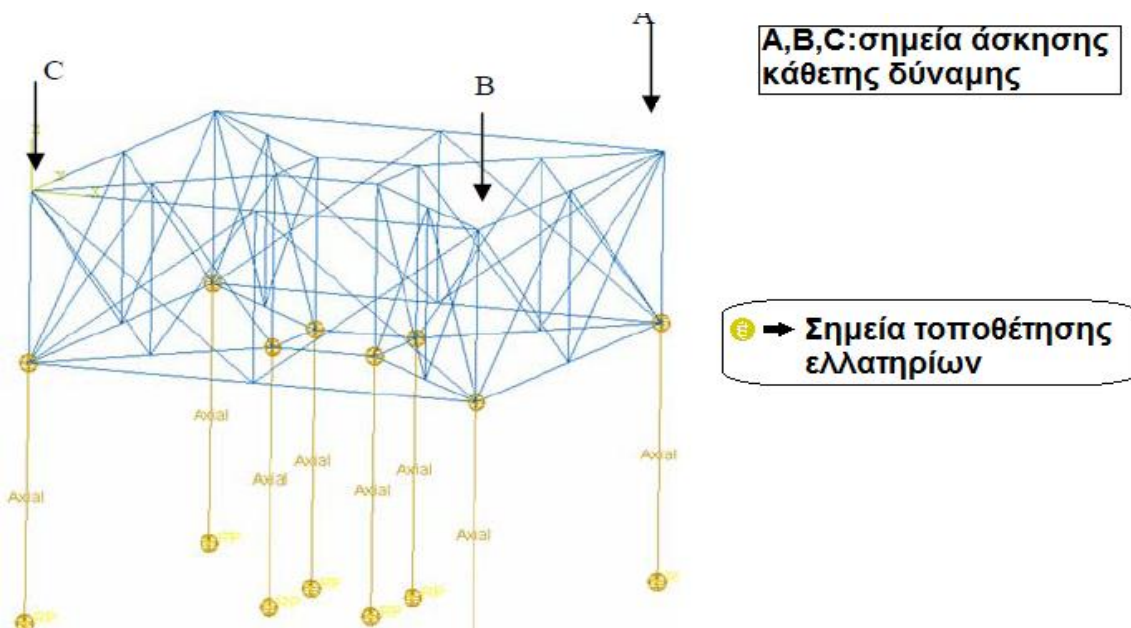 A
C
B
A,B,C:σημεία άσκησης
κάθετης δύναμης
Σημεία τοποθέτησης
ελλατηρίων
Axial
Axial
Axial
Axial
Axial
Axial
Axial
Axial